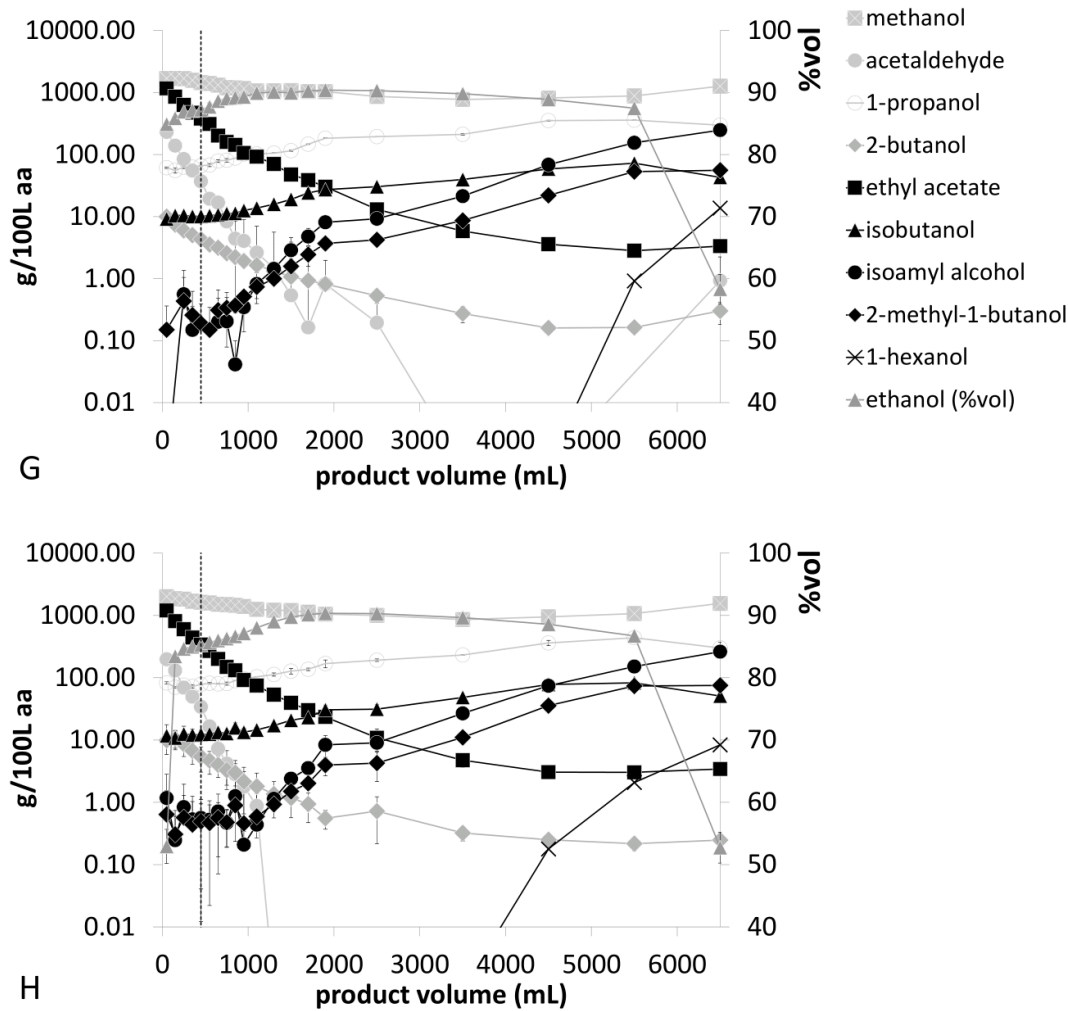 10000.00
1000.00
100.00
10.00
1.00
0.10
0.01
g/100L aa
100
90
80
70
60
50
40
%vol
0 1000 2000 3000 4000 5000 6000
product volume (mL)
G
methanol
acetaldehyde
1-propanol
2-butanol
ethyl acetate
isobutanol
isoamyl alcohol
2-methyl-1-butanol
1-hexanol
ethanol (%vol)
10000.00
1000.00
100.00
10.00
1.00
0.10
0.01
g/100L aa
100
90
80
70
60
50
40
%vol
0 1000 2000 3000 4000 5000 6000
product volume (mL)
H